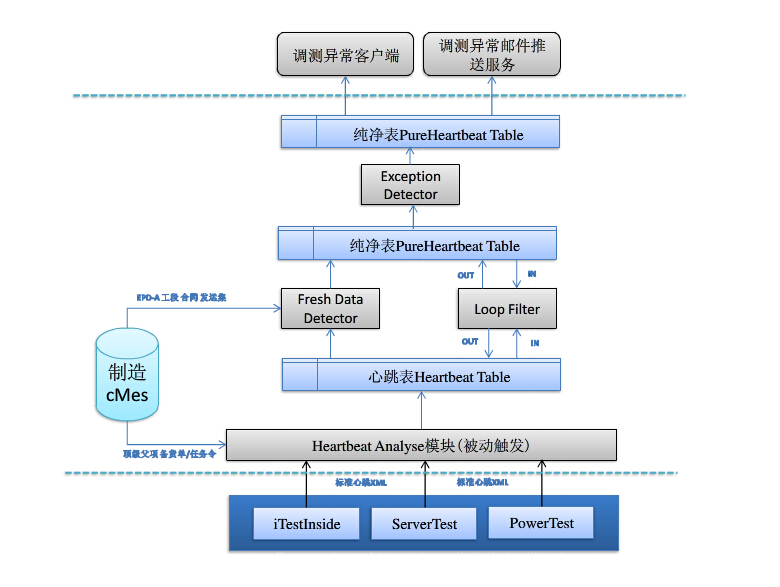 调测异常客户端
调测异常邮件推
送服务
纯净表PureHeartbeat Table
Exception
Detector
纯净表PureHeartbeat Table
OUT
IN
EPD-A 工段 合同 发运集
Fresh Data
Detector
Loop Filter
OUT
IN
制造
cMes
心跳表Heartbeat Table
顶级父项 备货单/任务令
Heartbeat Analyse模块（被动触发）
标准心跳XML
标准心跳XML
iTestInside
ServerTest
PowerTest